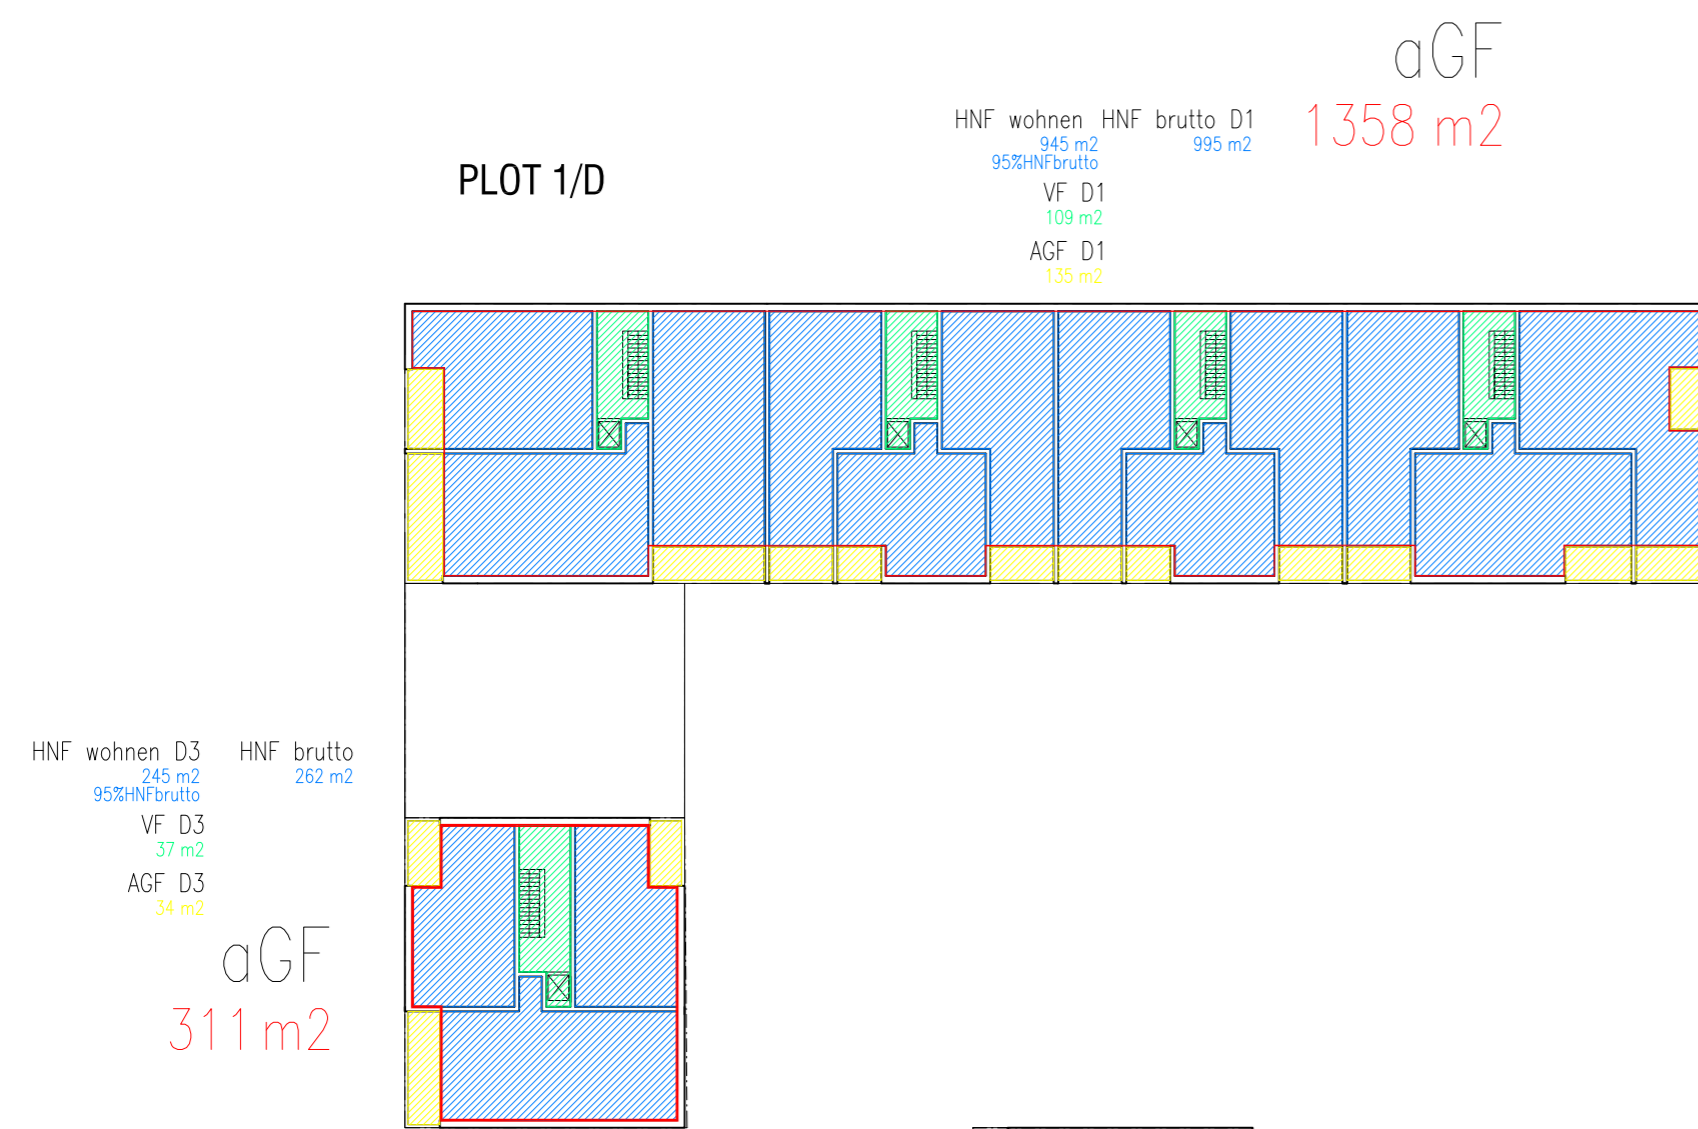 aGF
1358 m2
HNF wohnen HNF brutto D1
945 m2 995 m2
95%HNFbrutto
PLOT 1/D
VF D1
109 m2
AGF D1
135 m2
HNF wohnen D3 HNF brutto
245 m2 262 m2
95%HNFbrutto
VF D3
37 m2
AGF D3
34 m2
aGF
311 m2